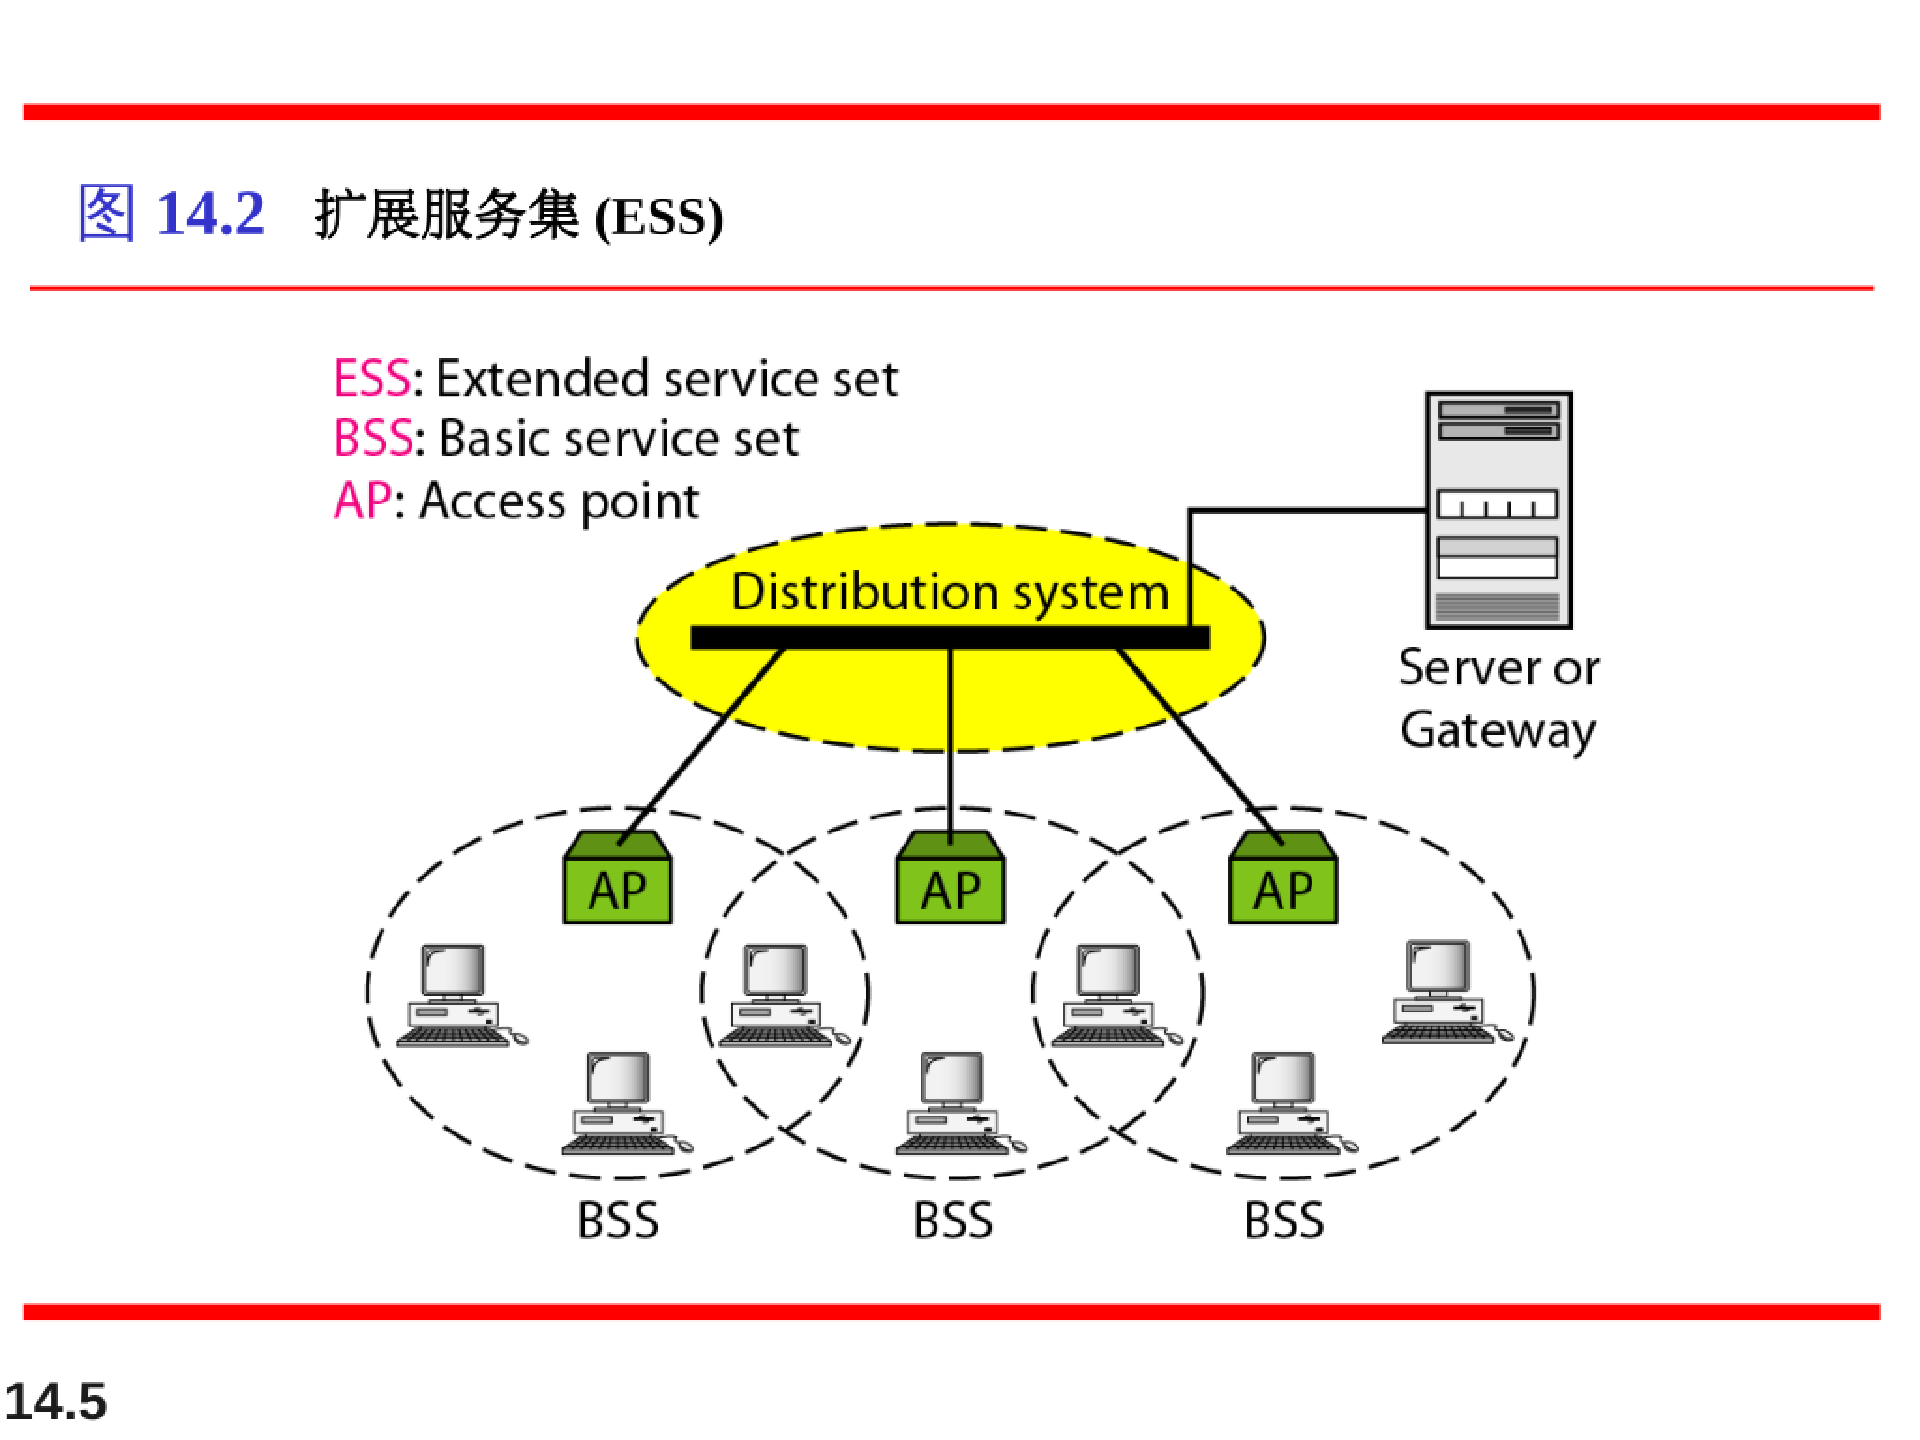 图 14.2 扩展服务集 (ESS)
ESS: Extended service set
BSS: Basic service set
AP: Access point
Distribution system
Server or
Gateway
AP AP AP
BSS BSS BSS
14.5